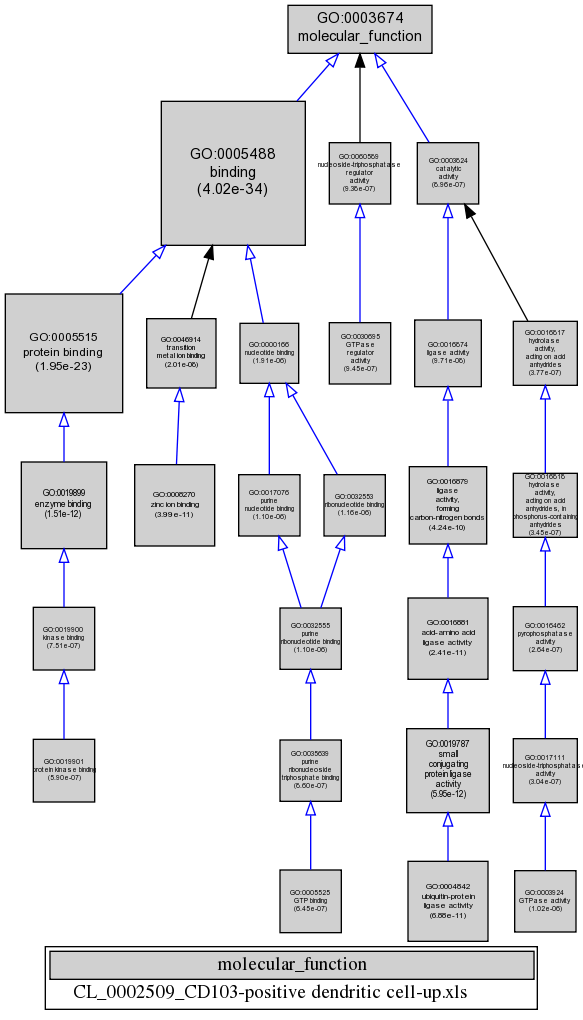 GO:0003674
molecular_function
GO:0005488
binding
(4.02e-34)
GO:0060589
nucleoside-triphosphatase
regulator
activity
(9.36e-07)
GO:0003824
catalytic
activity
(6.96e-07)
GO:0005515
protein binding
(1.95e-23)
GO:0046914
transition
metal ion binding
(2.01e-06)
GO:0000166
nucleotide binding
(1.91e-06)
GO:0030695
GTPase
regulator
activity
(9.45e-07)
GO:0016874
ligase activity
(9.71e-06)
GO:0016817
hydrolase
activity,
acting on acid
anhydrides
(3.77e-07)
GO:0019899
enzyme binding
(1.51e-12)
GO:0008270
zinc ion binding
(3.99e-11)
GO:0017076
purine
nucleotide binding
(1.10e-06)
GO:0032553
ribonucleotide binding
(1.16e-06)
GO:0016879
ligase
activity,
forming
carbon-nitrogen bonds
(4.24e-10)
GO:0016818
hydrolase
activity,
acting on acid
anhydrides, in
phosphorus-containing
anhydrides
(3.45e-07)
GO:0019900
kinase binding
(7.51e-07)
GO:0032555
purine
ribonucleotide binding
(1.10e-06)
GO:0016881
acid-amino acid
ligase activity
(2.41e-11)
GO:0016462
pyrophosphatase
activity
(2.64e-07)
GO:0019901
protein kinase binding
(5.90e-07)
GO:0035639
purine
ribonucleoside
triphosphate binding
(6.60e-07)
GO:0019787
small
conjugating
protein ligase
activity
(5.95e-12)
GO:0017111
nucleoside-triphosphatase
activity
(3.04e-07)
GO:0005525
GTP binding
(6.45e-07)
GO:0004842
ubiquitin-protein
ligase activity
(6.88e-11)
GO:0003924
GTPase activity
(1.02e-06)
molecular_function
CL_0002509_CD103-positive dendritic cell-up.xls